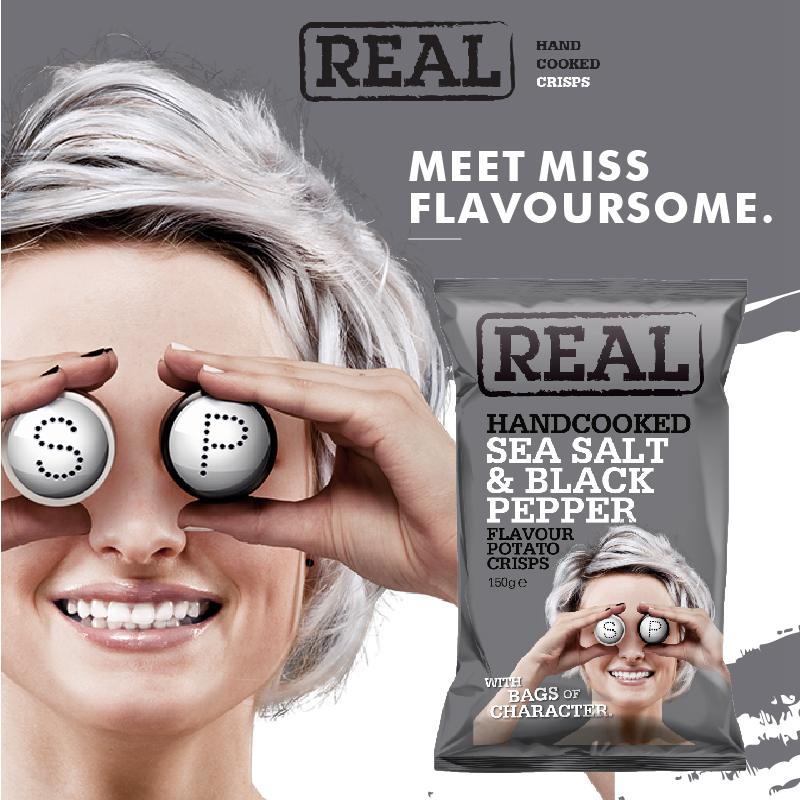 REAL
HAND
COOKED
CRISPS
MEET MISS
FLAVOURSOME.
S P
REAL
HANDCOOKED
SEA SALT
& BLACK
PEPPER
FLAVOUR
POTATO
CRISPS
150g e
S P
WITH
BAGS OF
CHARACTER.